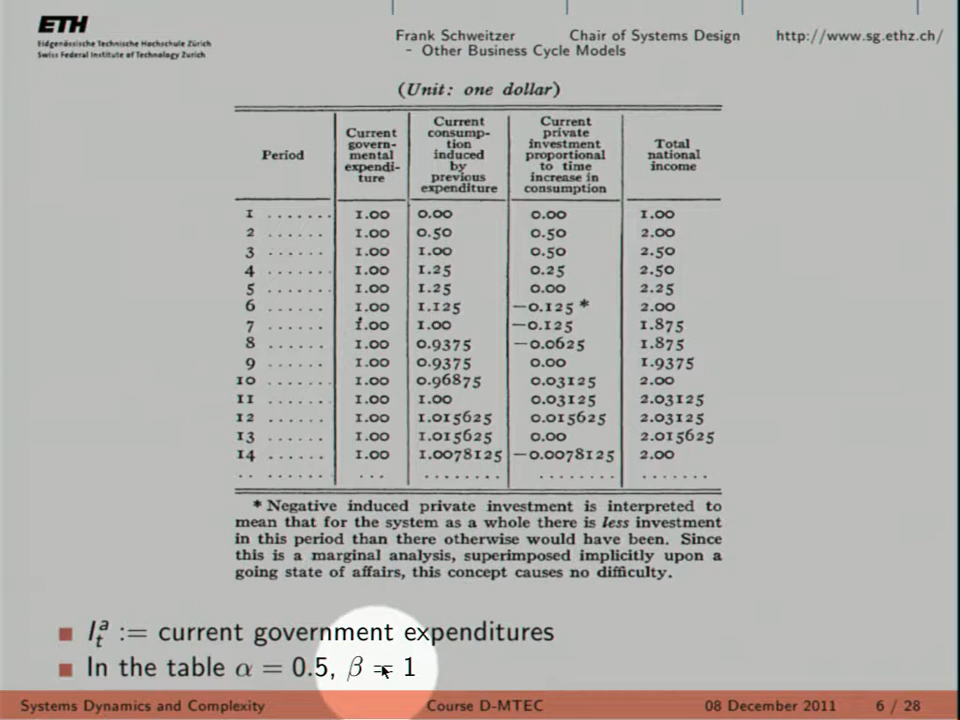 ETH
Eidgenössische Technische Hochschule Zürich
Swiss Federal Institute of Technology Zurich
Frank Schweitzer Chair of Systems Design http://www.sg.ethz.ch/
- Other Business Cycle Models
(Unit: one dollar)
Period
Current
govern-
mental
expendi-
ture
Current
consump-
tion
induced
by
previous
expenditure
Current
private
investment
proportional
to time
increase in
consumption
Total
national
income
1 ....... 1.00 0.00 0.00 1.00
2 ...... 1.00 0.50 0.50 2.00
3 ...... 1.00 1.00 0.50 2.50
4 ...... 1.00 1.25 0.25 2.50
5 ...... 1.00 1.25 0.00 2.25
6 ...... 1.00 1.125 −0.125 * 2.00
7 ...... 1.00 1.00 −0.125 1.875
8 ...... 1.00 0.9375 −0.0625 1.875
9 ...... 1.00 0.9375 0.00 1.9375
10 ...... 1.00 0.96875 0.03125 2.00
11 ...... 1.00 1.00 0.03125 2.03125
12 ...... 1.00 1.015625 0.015625 2.03125
13 ...... 1.00 1.015625 0.00 2.015625
14 ...... 1.00 1.0078125 −0.0078125 2.00
.. ...... ... ........ ........ .......
* Negative induced private investment is interpreted to
mean that for the system as a whole there is less investment
in this period than there otherwise would have been. Since
this is a marginal analysis, superimposed implicitly upon a
going state of affairs, this concept causes no difficulty.
I_t^a := current government expenditures
In the table α = 0.5, β = 1
Systems Dynamics and Complexity Course D-MTEC 08 December 2011 6 / 28